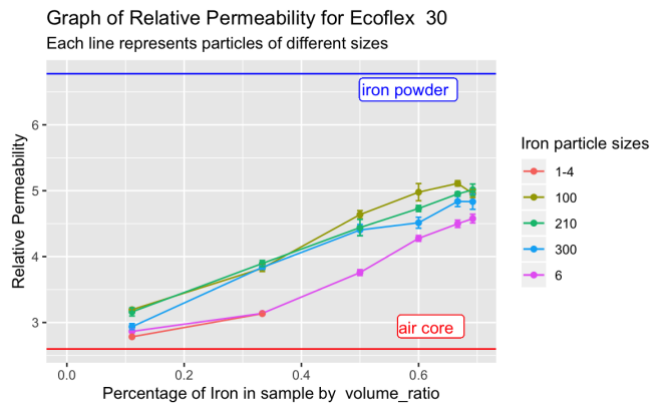 Graph of Relative Permeability for Ecoflex  30
Each line represents particles of different sizes
iron powder
6
5
4
3
air core
0.0 0.2 0.4 0.6
Percentage of Iron in sample by  volume_ratio
Relative Permeability
Iron particle sizes
1-4
100
210
300
6